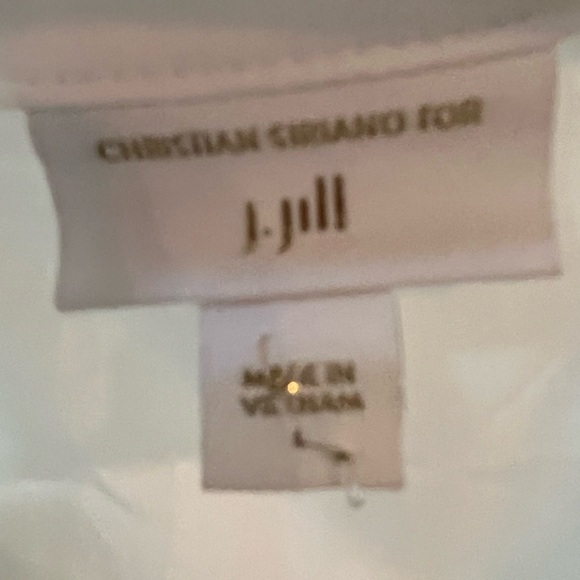 CHRISTIAN SIRIANO FOR
J.Jill
MADE IN
VIETNAM